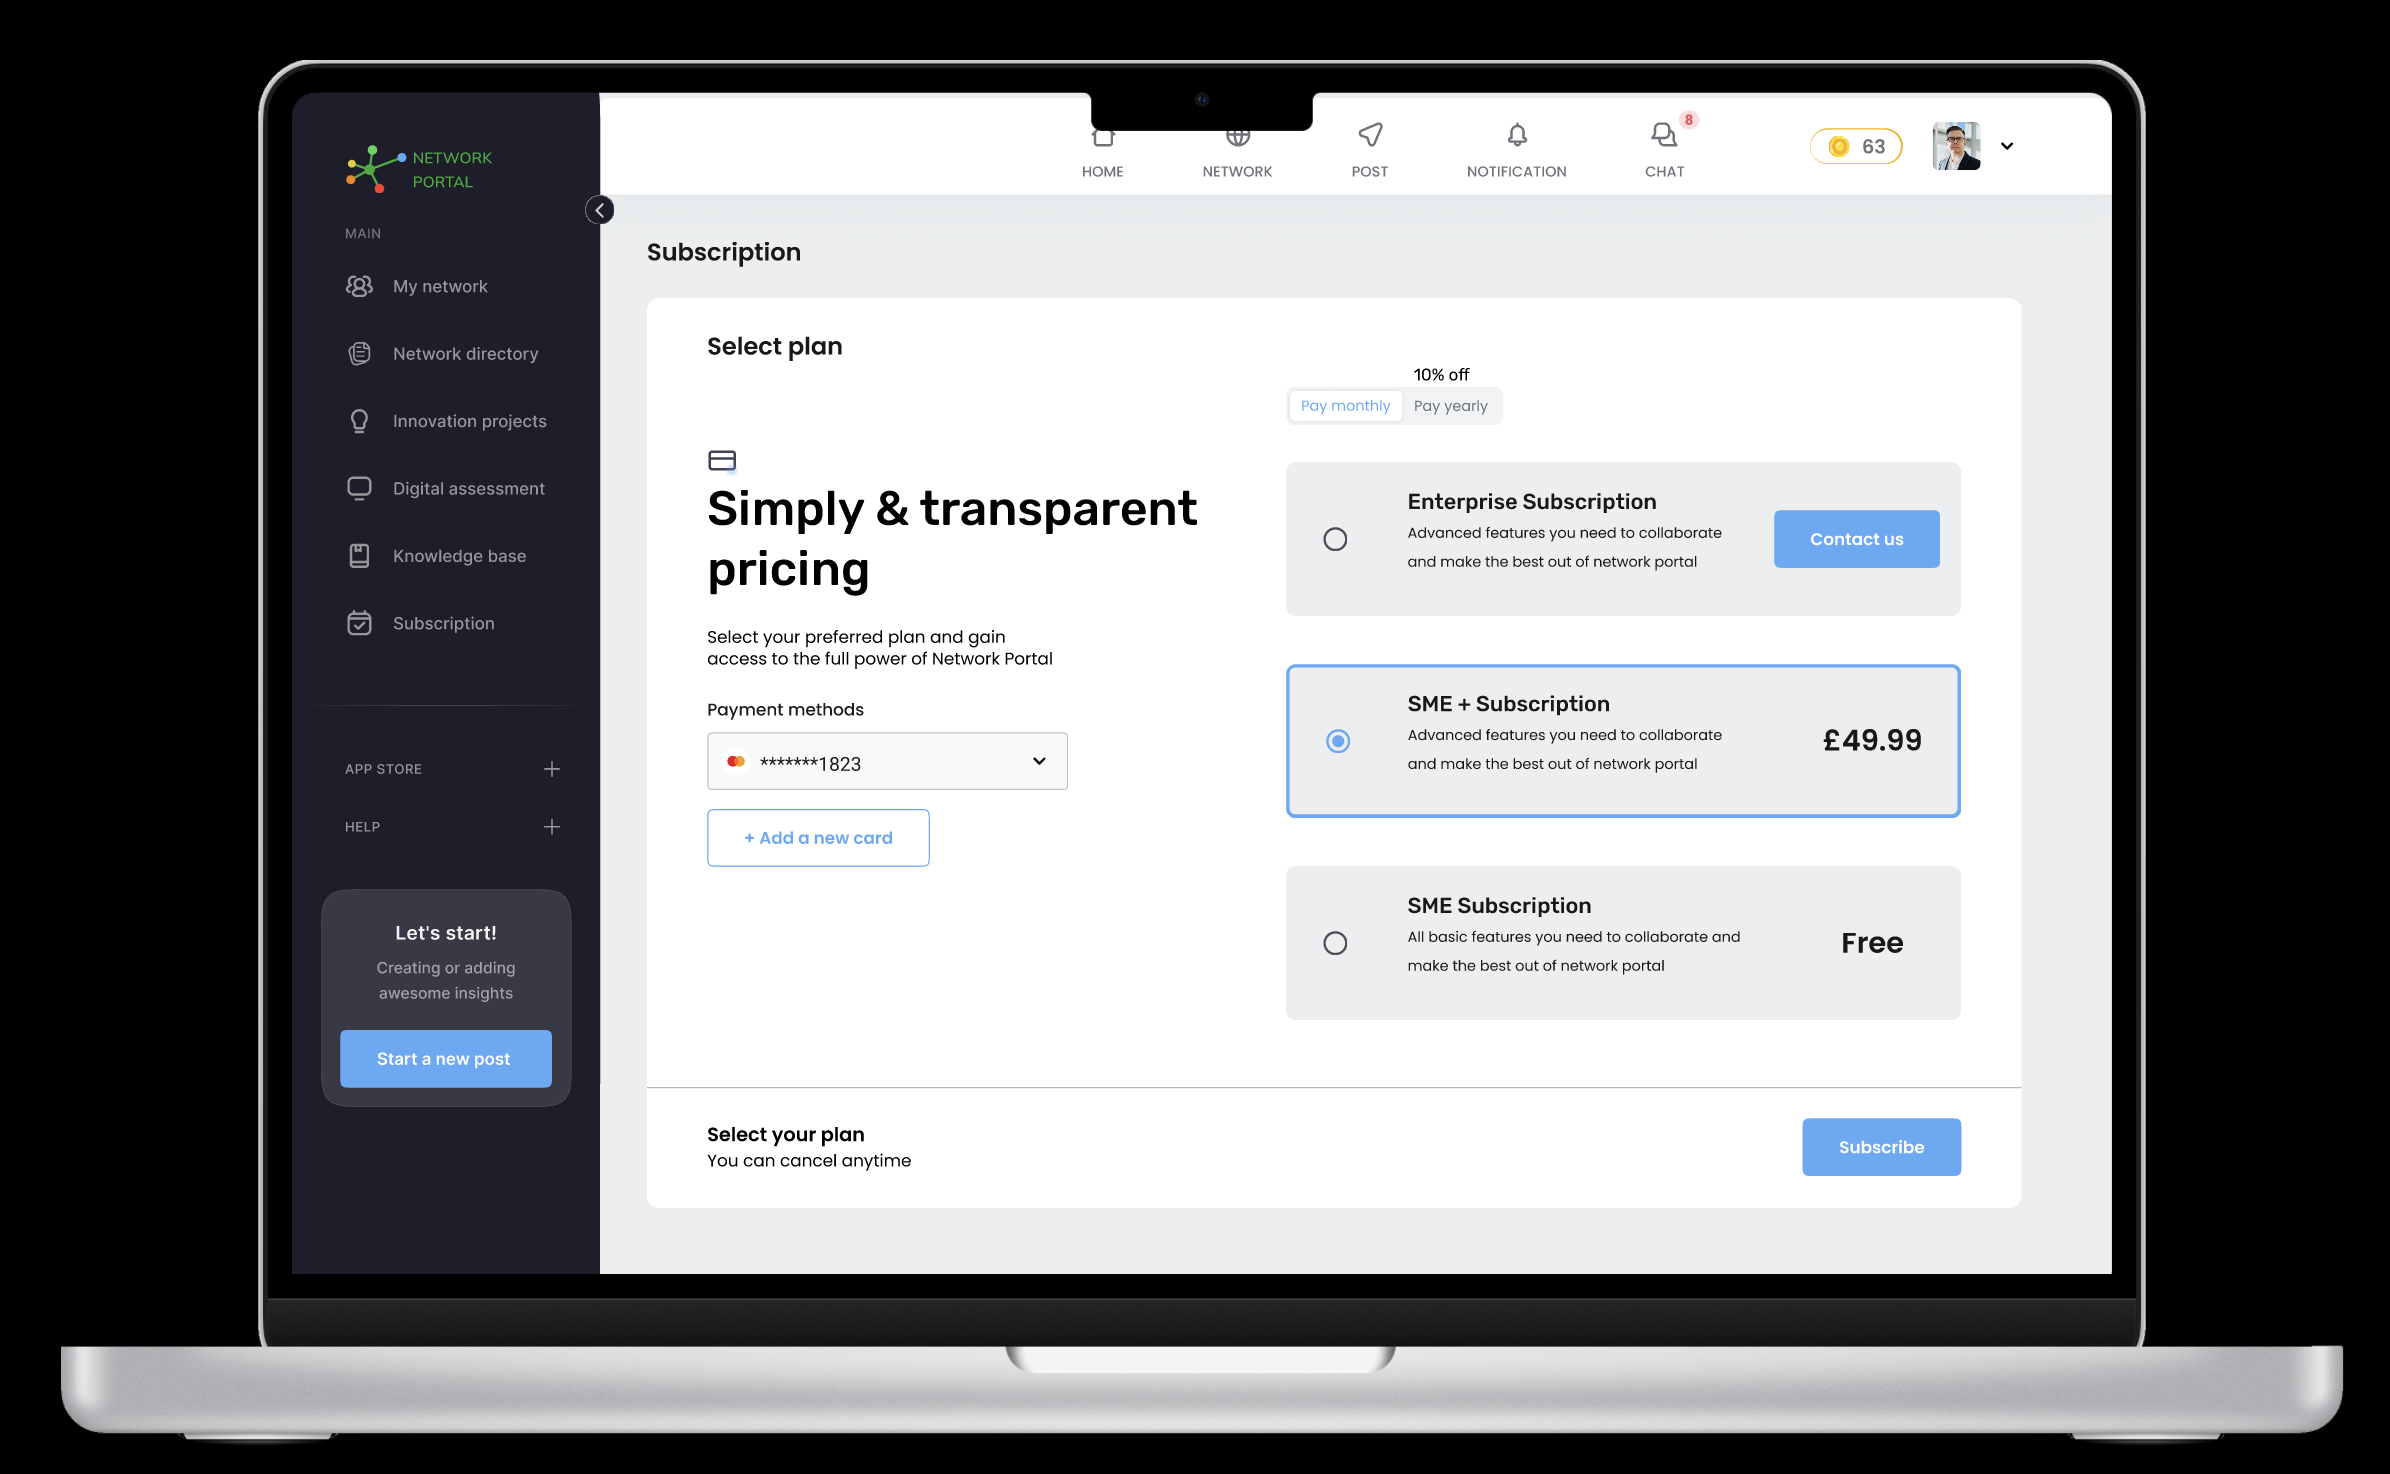 NETWORK
PORTAL
MAIN
My network
Network directory
Innovation projects
Digital assessment
Knowledge base
Subscription
APP STORE
HELP
Let's start!
Creating or adding
awesome insights
Start a new post
HOME
NETWORK
POST
NOTIFICATION
8
CHAT
63
Subscription
Select plan
10% off
Pay monthly
Pay yearly
Simply & transparent
pricing
Select your preferred plan and gain
access to the full power of Network Portal
Payment methods
*******1823
+ Add a new card
Enterprise Subscription
Advanced features you need to collaborate
and make the best out of network portal
Contact us
SME + Subscription
Advanced features you need to collaborate
and make the best out of network portal
£49.99
SME Subscription
All basic features you need to collaborate and
make the best out of network portal
Free
Select your plan
You can cancel anytime
Subscribe